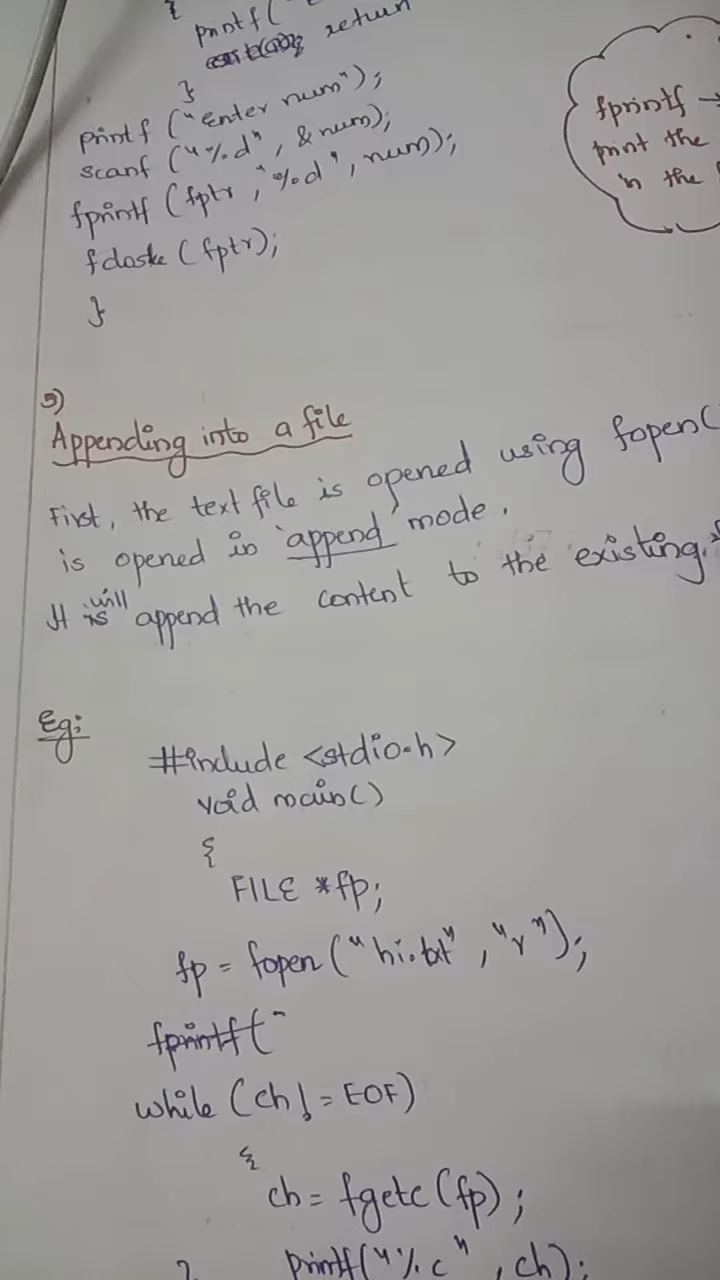 {
printf("
return
}
printf ("enter num");
scanf ("%d", &num);
fprintf (fptr, "%d", num);
fcloske (fptr);
}
fprintf →
print the
in the
5)
Appending into a file
First, the text file is opened using fopen(
is opened in 'append' mode.
It is will append the content to the existing
Eg:
#include <stdio.h>
void main()
{
FILE *fp;
fp = fopen ("hi.txt", "r");
fprintf("
while (ch != EOF)
{
ch = fgetc (fp);
printf("%c", ch);
}